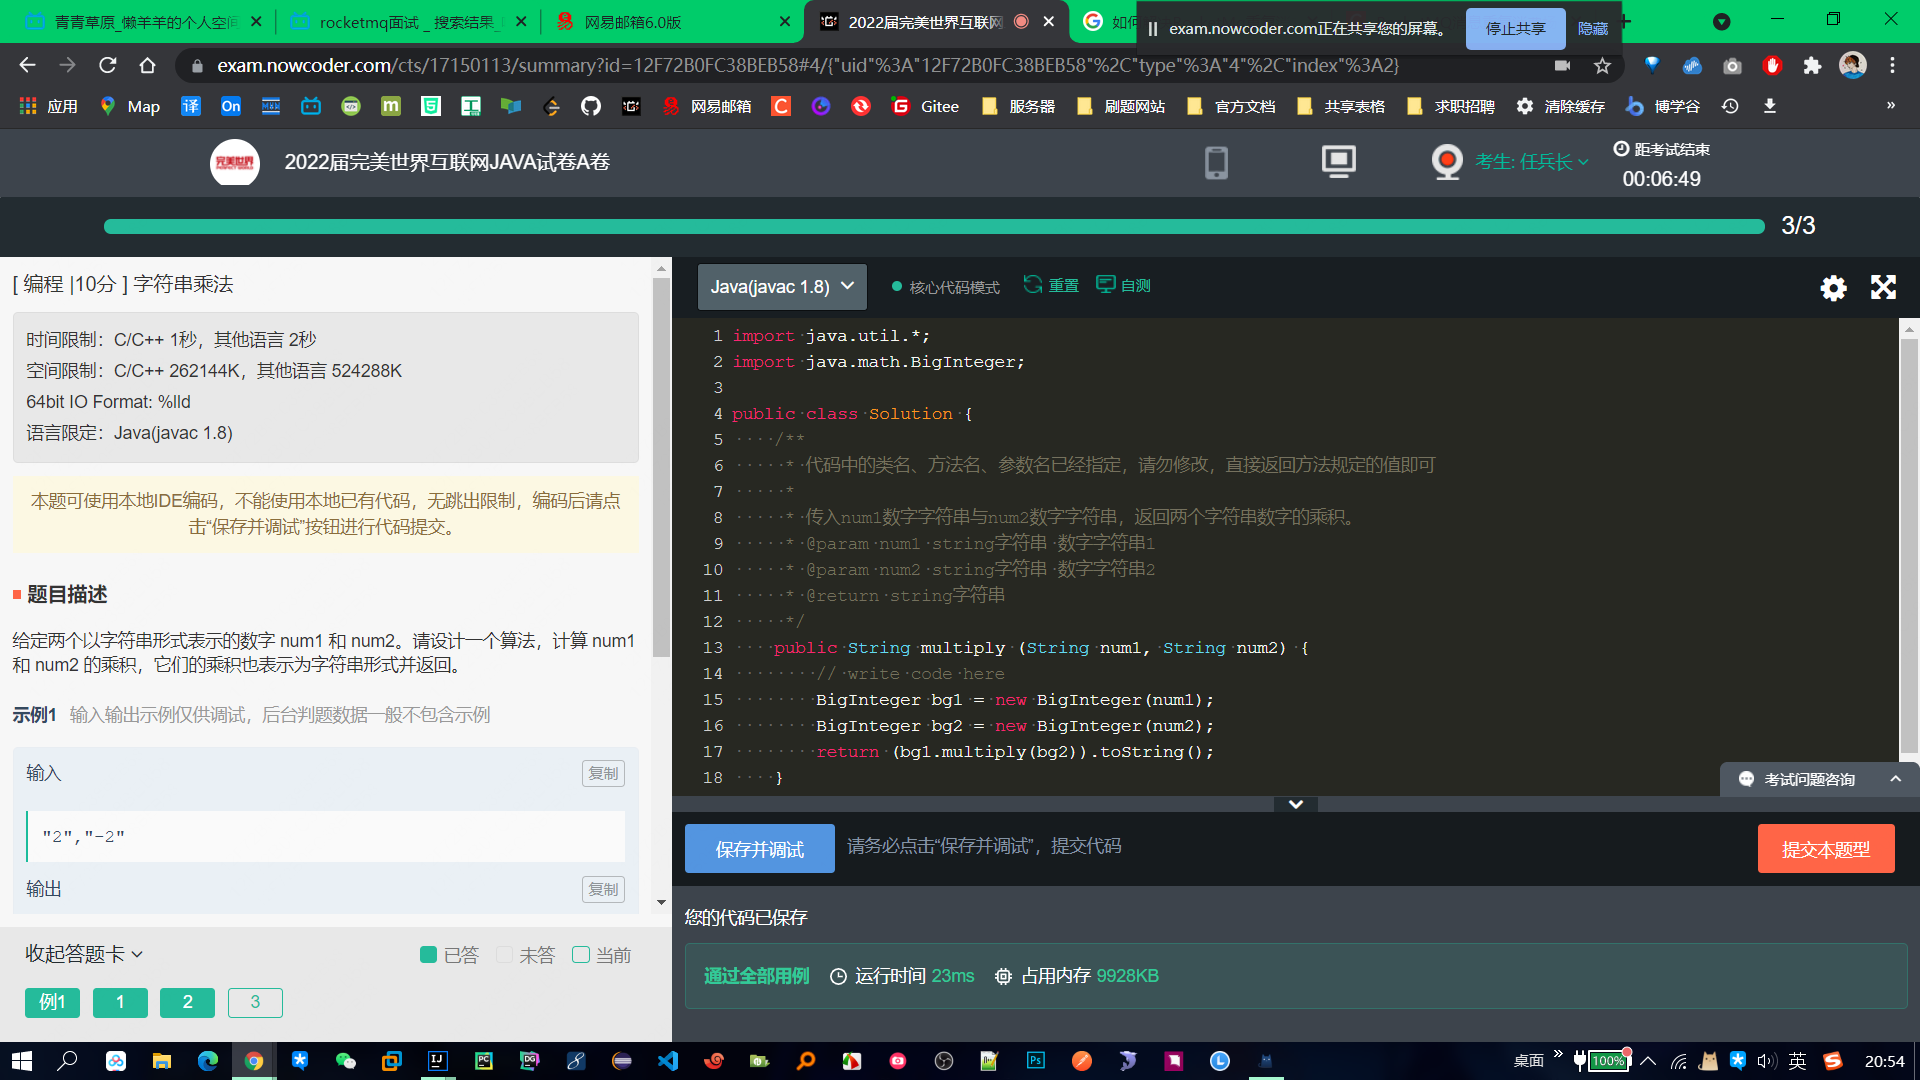 青青草原_懒羊羊的个人空间
rocketmq面试 _ 搜索结果_
网易邮箱6.0版
2022届完美世界互联网
如何
exam.nowcoder.com正在共享您的屏幕。
停止共享
隐藏
exam.nowcoder.com/cts/17150113/summary?id=12F72B0FC38BEB58#4/{"uid"%3A"12F72B0FC38BEB58"%2C"type"%3A"4"%2C"index"%3A2}
应用 Map 译 On 网易邮箱 Gitee 服务器 刷题网站 官方文档 共享表格 求职招聘 清除缓存 博学谷 »
完美世界
2022届完美世界互联网JAVA试卷A卷
考生: 任兵长
距考试结束
00:06:49
3/3
[ 编程 |10分 ] 字符串乘法
时间限制：C/C++ 1秒，其他语言 2秒
空间限制：C/C++ 262144K，其他语言 524288K
64bit IO Format: %lld
语言限定：Java(javac 1.8)
本题可使用本地IDE编码，不能使用本地已有代码，无跳出限制，编码后请点
击“保存并调试”按钮进行代码提交。
题目描述
给定两个以字符串形式表示的数字 num1 和 num2。请设计一个算法，计算 num1
和 num2 的乘积，它们的乘积也表示为字符串形式并返回。
示例1 输入输出示例仅供调试，后台判题数据一般不包含示例
输入
复制
"2","-2"
输出
复制
收起答题卡
已答 未答 当前
例1 1 2 3
Java(javac 1.8)
核心代码模式
重置
自测
1 import java.util.*;
2 import java.math.BigInteger;
3
4 public class Solution {
5 /**
6 * 代码中的类名、方法名、参数名已经指定，请勿修改，直接返回方法规定的值即可
7 *
8 * 传入num1数字字符串与num2数字字符串，返回两个字符串数字的乘积。
9 * @param num1 string字符串 数字字符串1
10 * @param num2 string字符串 数字字符串2
11 * @return string字符串
12 */
13 public String multiply (String num1, String num2) {
14 // write code here
15 BigInteger bg1 = new BigInteger(num1);
16 BigInteger bg2 = new BigInteger(num2);
17 return (bg1.multiply(bg2)).toString();
18 }
考试问题咨询
保存并调试
请务必点击“保存并调试”，提交代码
提交本题型
您的代码已保存
通过全部用例 运行时间 23ms 占用内存 9928KB
桌面 »
100%
英
20:54